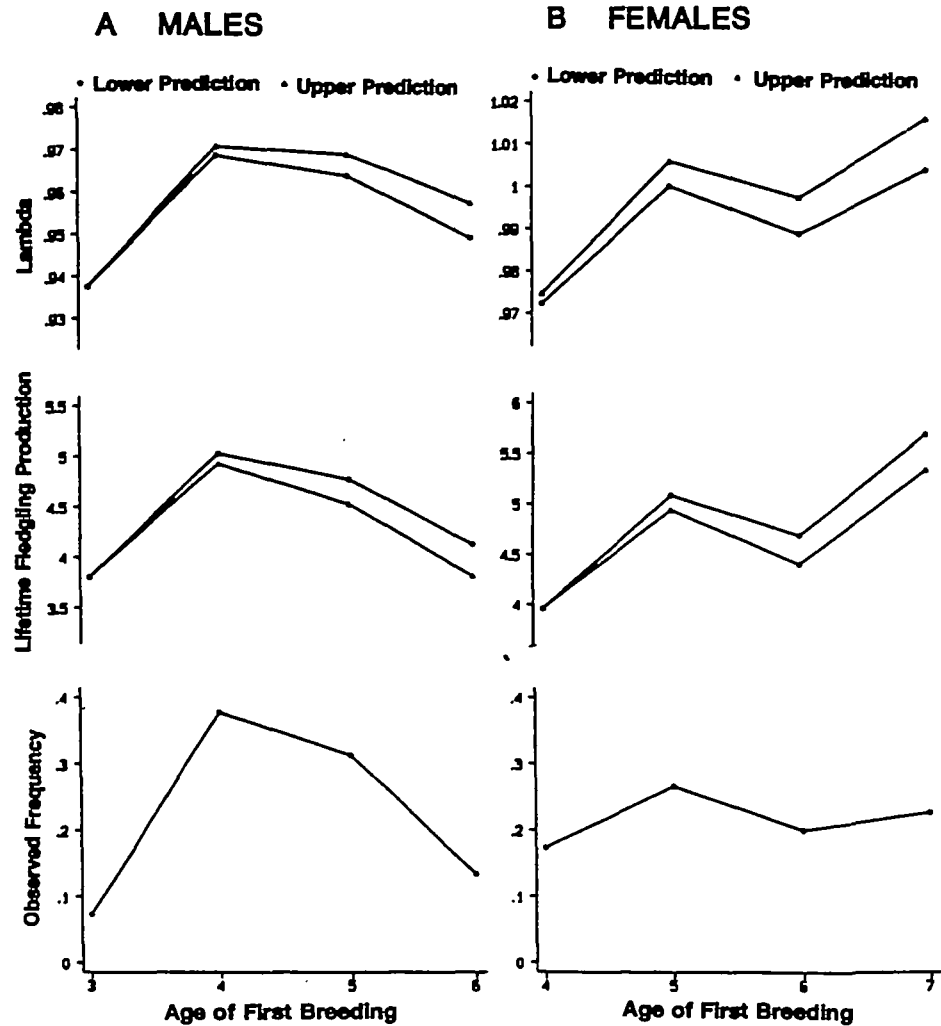 A MALES
B FEMALES
Lower Prediction Upper Prediction
Lower Prediction Upper Prediction
Lambda
.98
.97
.96
.95
.94
.93
1.02
1.01
1
.99
.98
.97
Lifetime Fledgling Production
5.5
5
4.5
4
3.5
6
5.5
5
4.5
4
Observed Frequency
.4
.3
.2
.1
0
.4
.3
.2
.1
0
3 4 5 6
4 5 6 7
Age of First Breeding
Age of First Breeding